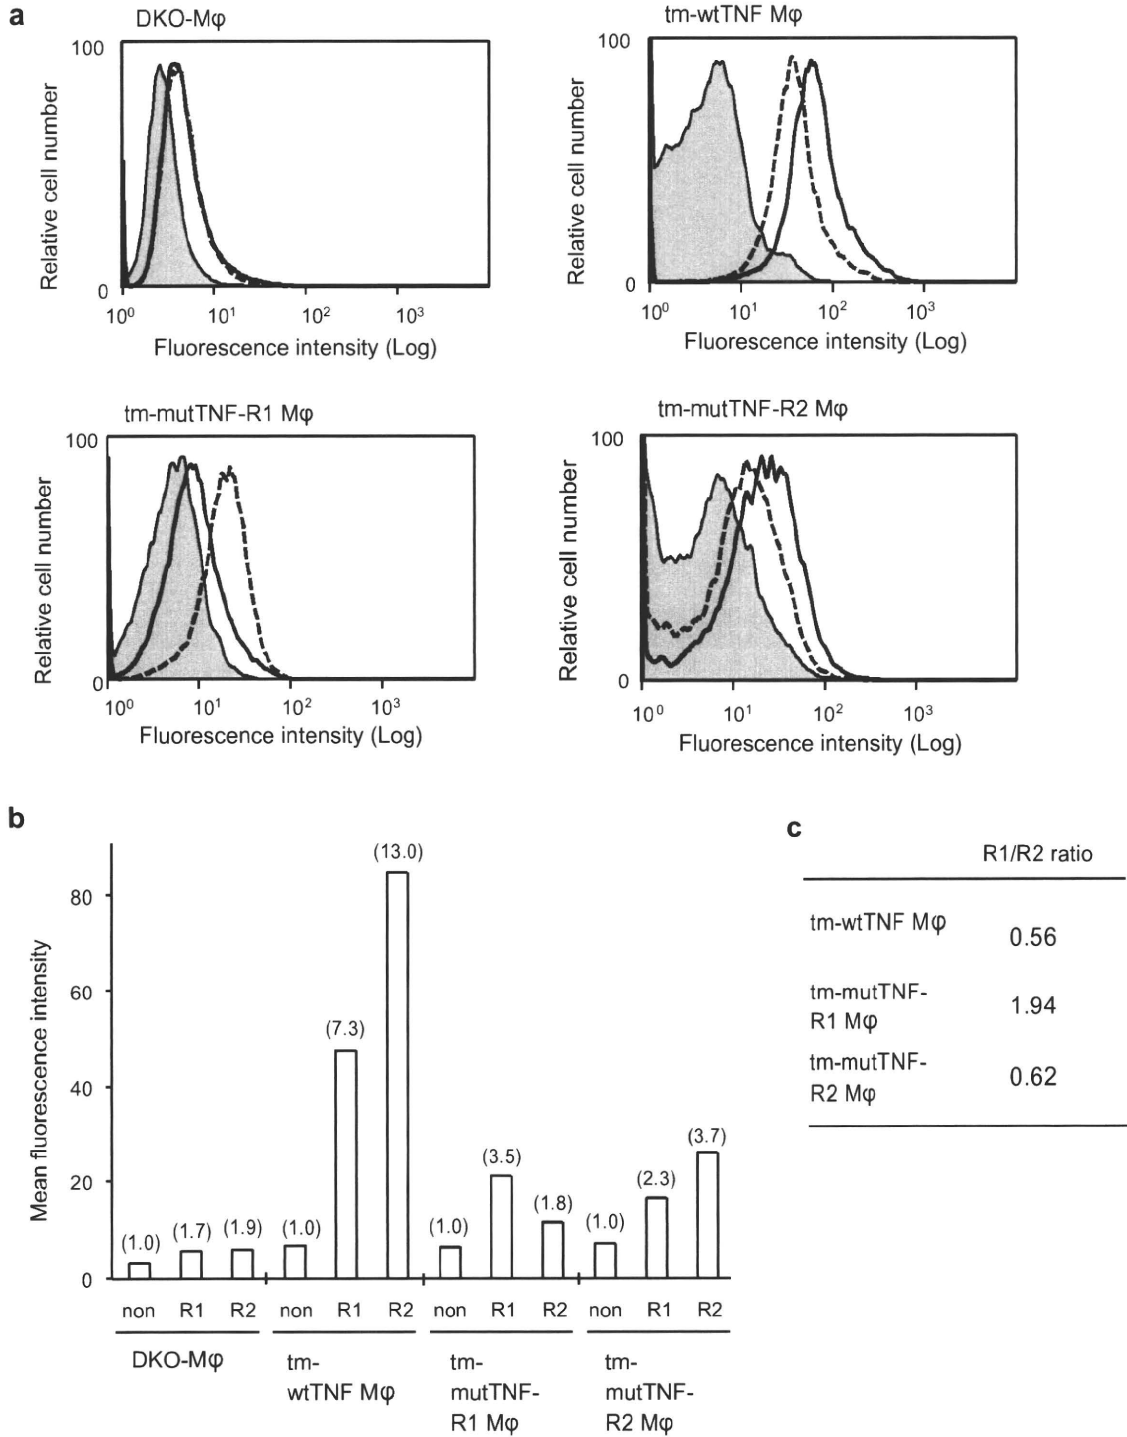 a
DKO-Mφ
100
Relative cell number
0
10⁰ 10¹ 10² 10³
Fluorescence intensity (Log)
tm-wtTNF Mφ
100
Relative cell number
0
10⁰ 10¹ 10² 10³
Fluorescence intensity (Log)
tm-mutTNF-R1 Mφ
100
Relative cell number
0
10⁰ 10¹ 10² 10³
Fluorescence intensity (Log)
tm-mutTNF-R2 Mφ
100
Relative cell number
0
10⁰ 10¹ 10² 10³
Fluorescence intensity (Log)
b
Mean fluorescence intensity
80
60
40
20
0
(1.0) (1.7) (1.9) (1.0) (7.3) (13.0) (1.0) (3.5) (1.8) (1.0) (2.3) (3.7)
non R1 R2 non R1 R2 non R1 R2 non R1 R2
DKO-Mφ
tm-
wtTNF Mφ
tm-
mutTNF-
R1 Mφ
tm-
mutTNF-
R2 Mφ
c
R1/R2 ratio
tm-wtTNF Mφ 0.56
tm-mutTNF-
R1 Mφ 1.94
tm-mutTNF-
R2 Mφ 0.62